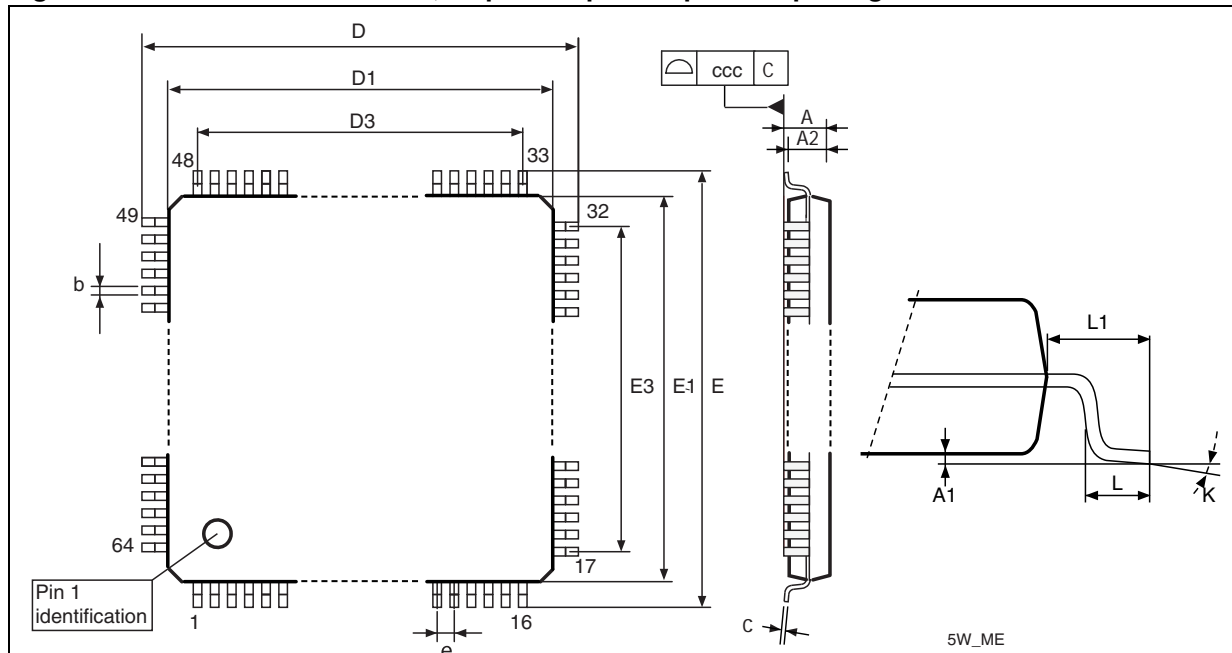 D
D1
D3
ccc C
A
A2
48
33
49
32
b
E3
E1
E
L1
A1
L
K
64
17
Pin 1
identification
1
16
e
C
5W_ME